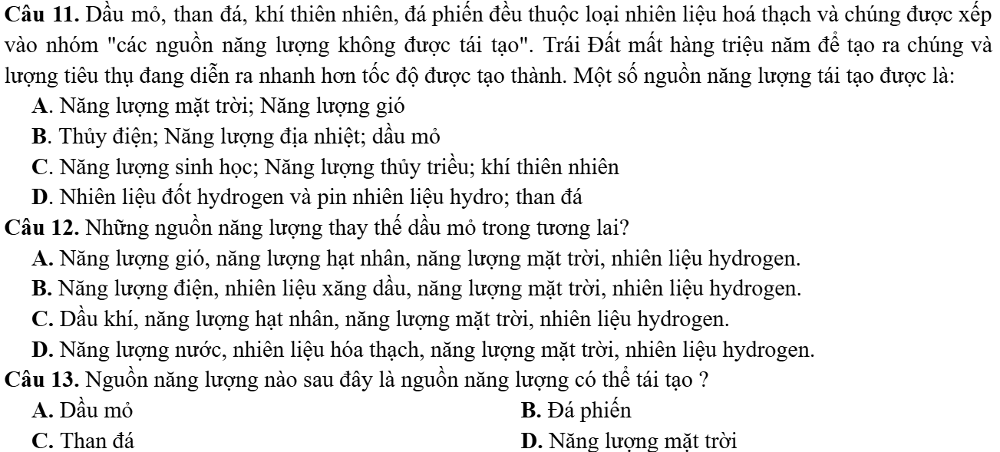 Câu 11. Dầu mỏ, than đá, khí thiên nhiên, đá phiến đều thuộc loại nhiên liệu hoá thạch và chúng được xếp
vào nhóm "các nguồn năng lượng không được tái tạo". Trái Đất mất hàng triệu năm để tạo ra chúng và
lượng tiêu thụ đang diễn ra nhanh hơn tốc độ được tạo thành. Một số nguồn năng lượng tái tạo được là:
A. Năng lượng mặt trời; Năng lượng gió
B. Thủy điện; Năng lượng địa nhiệt; dầu mỏ
C. Năng lượng sinh học; Năng lượng thủy triều; khí thiên nhiên
D. Nhiên liệu đốt hydrogen và pin nhiên liệu hydro; than đá
Câu 12. Những nguồn năng lượng thay thế dầu mỏ trong tương lai?
A. Năng lượng gió, năng lượng hạt nhân, năng lượng mặt trời, nhiên liệu hydrogen.
B. Năng lượng điện, nhiên liệu xăng dầu, năng lượng mặt trời, nhiên liệu hydrogen.
C. Dầu khí, năng lượng hạt nhân, năng lượng mặt trời, nhiên liệu hydrogen.
D. Năng lượng nước, nhiên liệu hóa thạch, năng lượng mặt trời, nhiên liệu hydrogen.
Câu 13. Nguồn năng lượng nào sau đây là nguồn năng lượng có thể tái tạo ?
A. Dầu mỏ B. Đá phiến
C. Than đá D. Năng lượng mặt trời